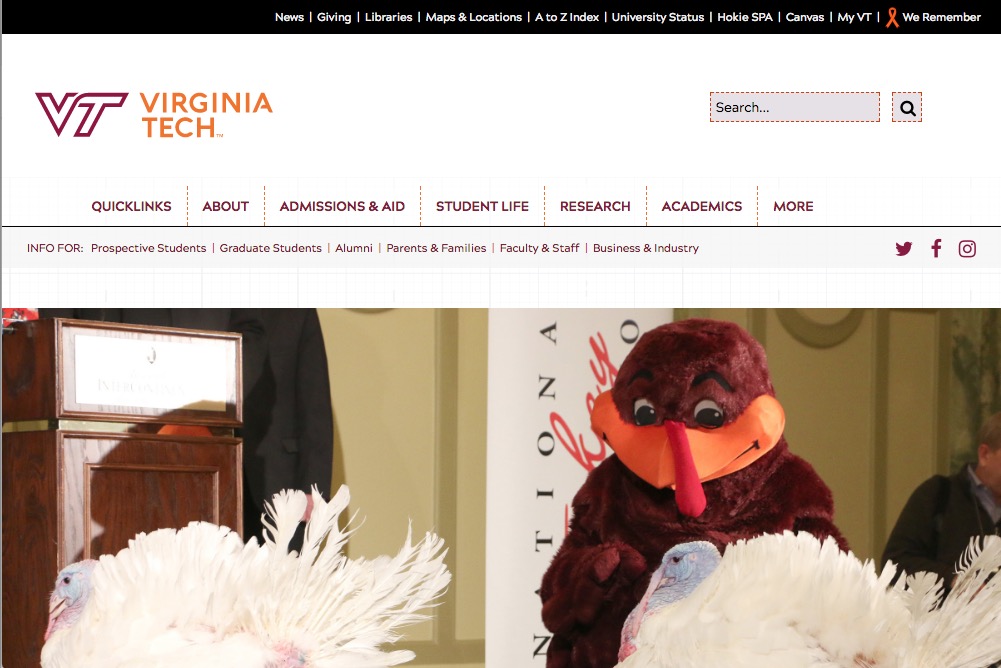 News | Giving | Libraries | Maps & Locations | A to Z Index | University Status | Hokie SPA | Canvas | My VT | We Remember
VT VIRGINIA
TECH™
Search...
QUICKLINKS ABOUT ADMISSIONS & AID STUDENT LIFE RESEARCH ACADEMICS MORE
INFO FOR: Prospective Students | Graduate Students | Alumni | Parents & Families | Faculty & Staff | Business & Industry